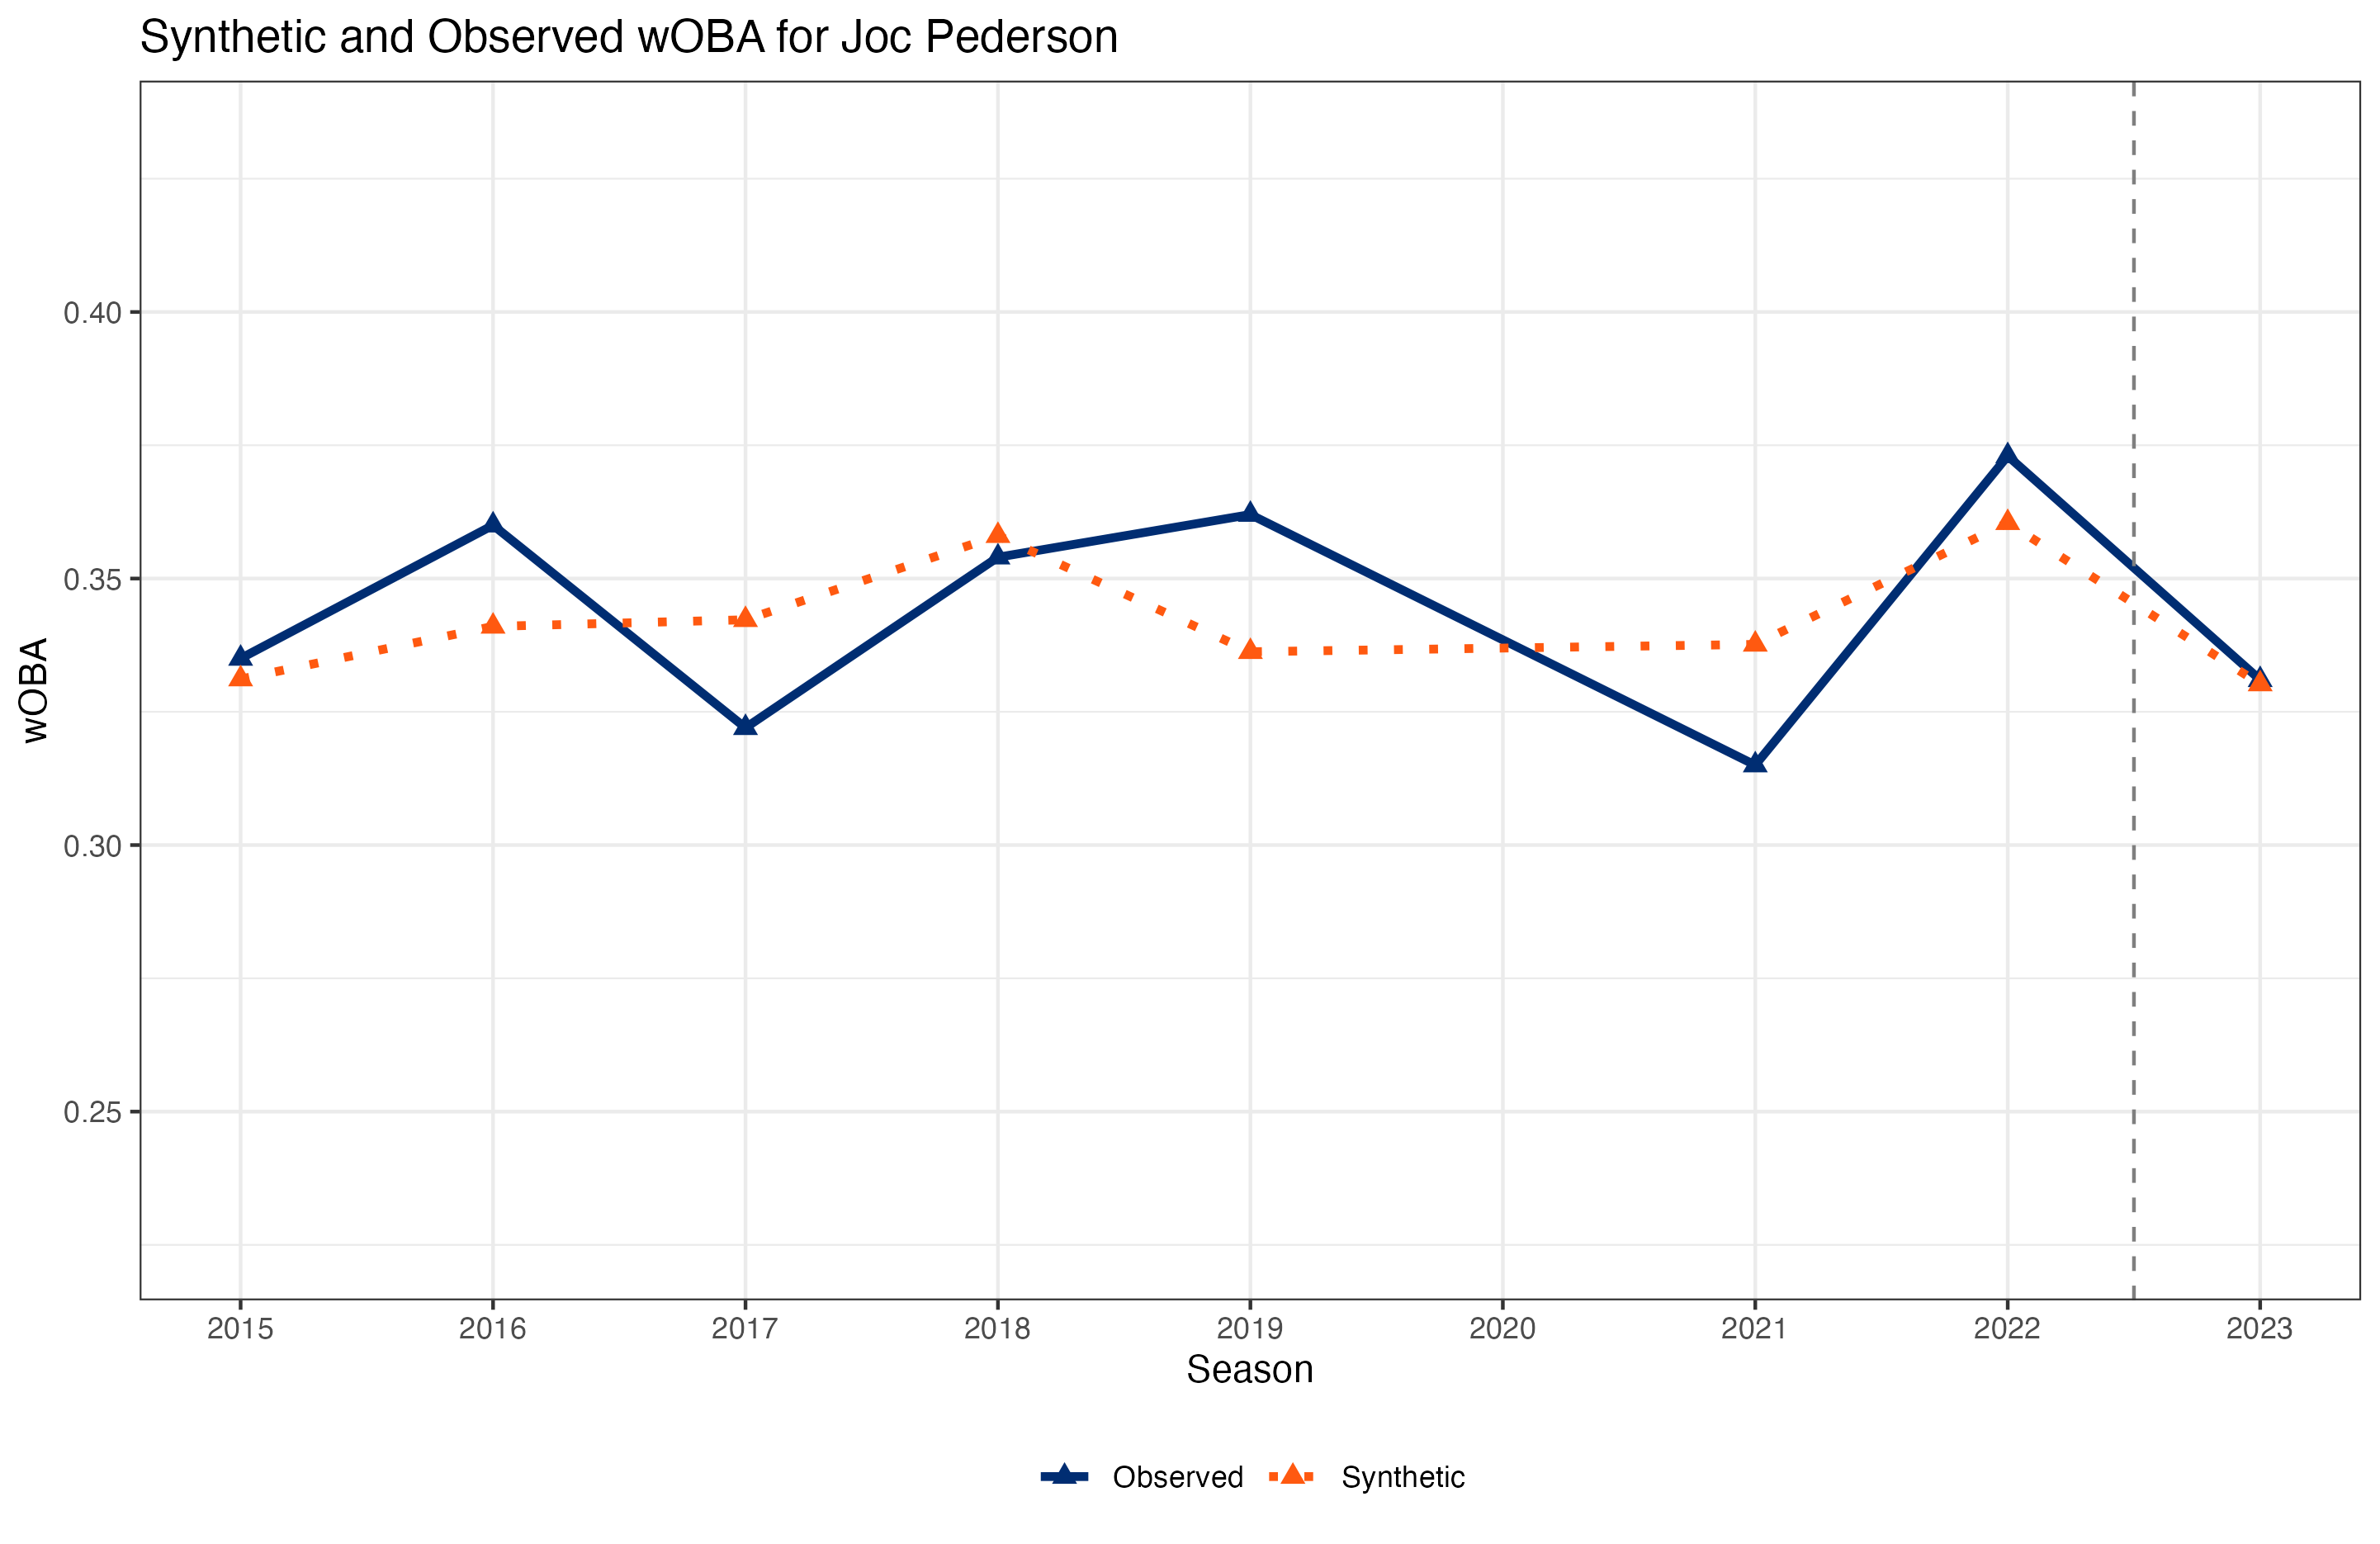 Synthetic and Observed wOBA for Joc Pederson
wOBA
0.40
0.35
0.30
0.25
2015 2016 2017 2018 2019 2020 2021 2022 2023
Season
Observed Synthetic